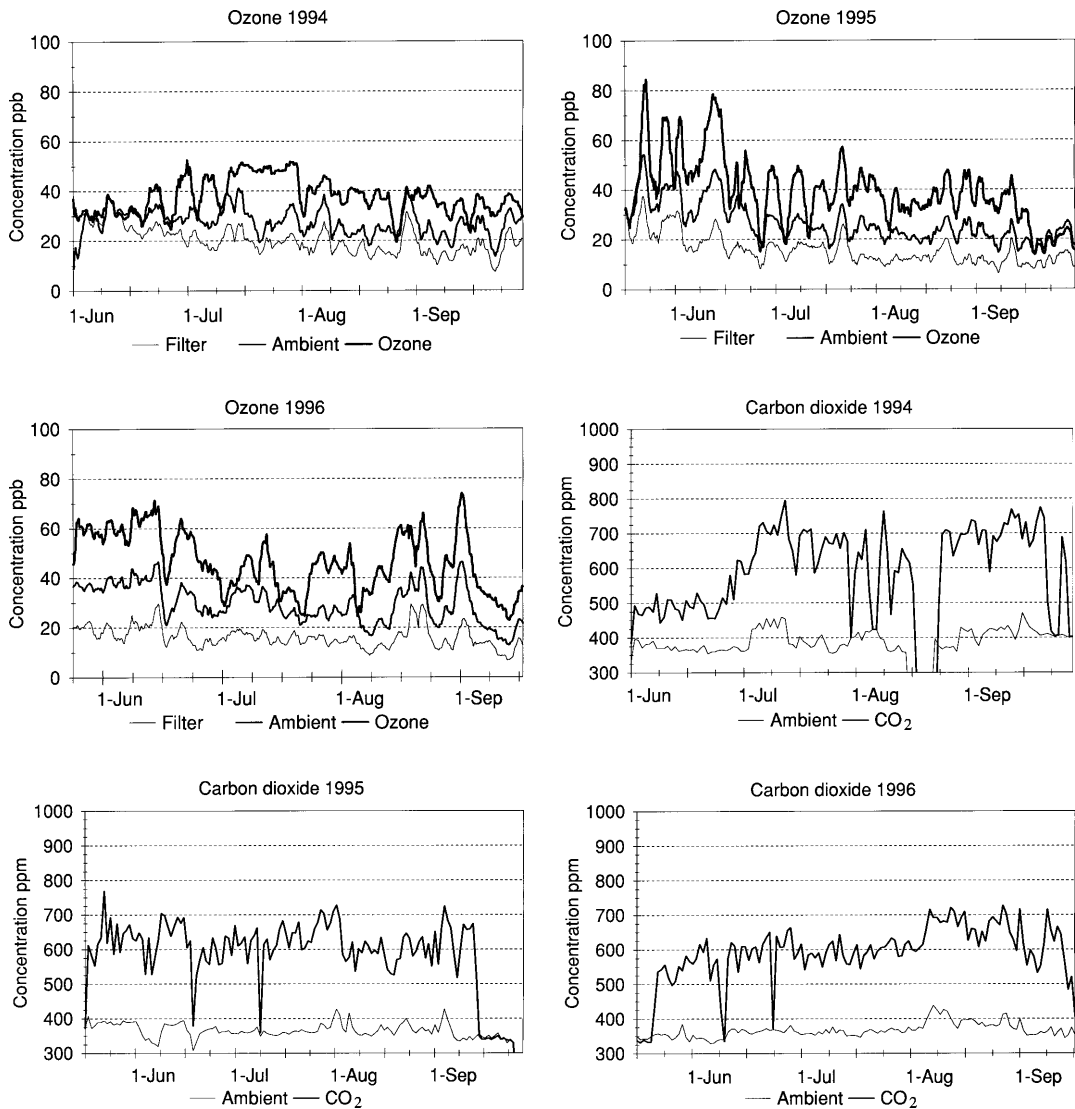 Ozone 1994
Concentration ppb
100
80
60
40
20
0
1-Jun 1-Jul 1-Aug 1-Sep
Filter Ambient Ozone
Ozone 1995
Concentration ppb
100
80
60
40
20
0
1-Jun 1-Jul 1-Aug 1-Sep
Filter Ambient Ozone
Ozone 1996
Concentration ppb
100
80
60
40
20
0
1-Jun 1-Jul 1-Aug 1-Sep
Filter Ambient Ozone
Carbon dioxide 1994
Concentration ppm
1000
900
800
700
600
500
400
300
1-Jun 1-Jul 1-Aug 1-Sep
Ambient CO₂
Carbon dioxide 1995
Concentration ppm
1000
900
800
700
600
500
400
300
1-Jun 1-Jul 1-Aug 1-Sep
Ambient CO₂
Carbon dioxide 1996
Concentration ppm
1000
900
800
700
600
500
400
300
1-Jun 1-Jul 1-Aug 1-Sep
Ambient CO₂